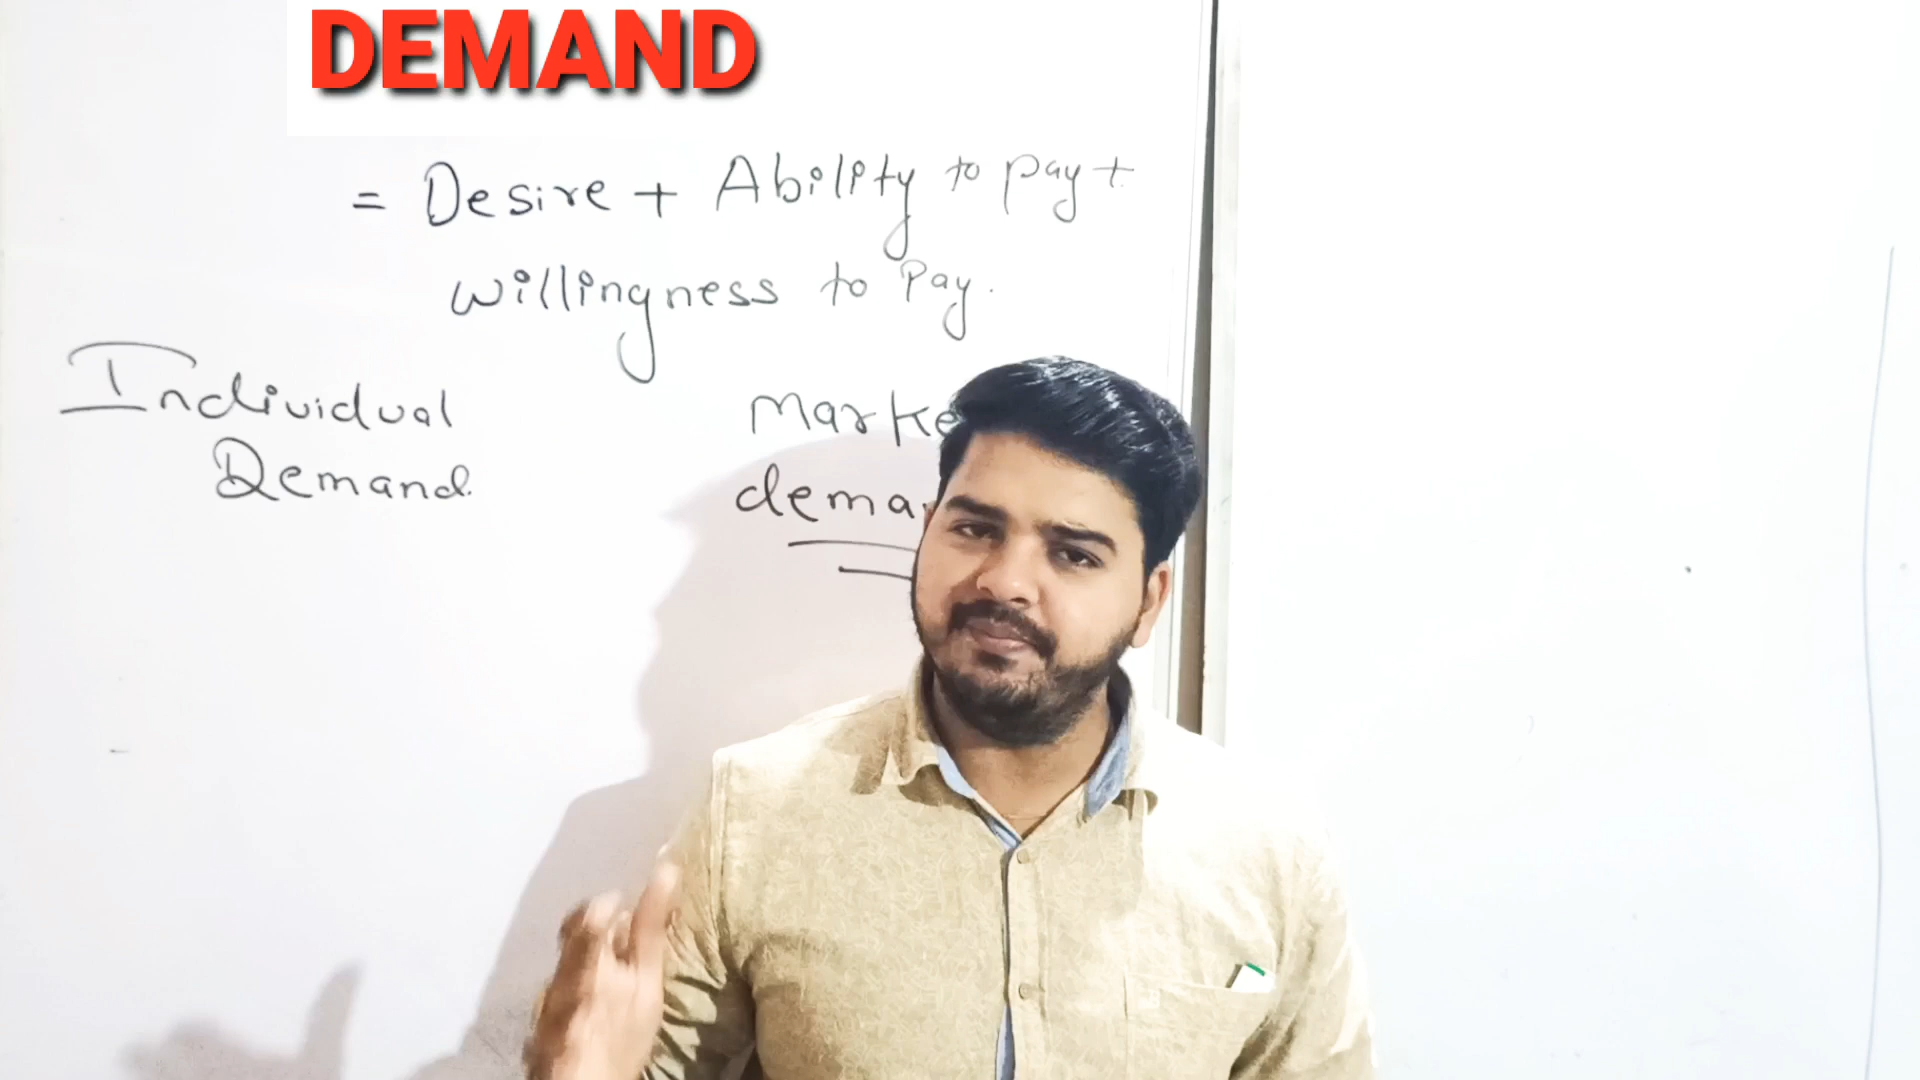 DEMAND
= Desire + Ability to pay +
willingness to Pay.
Individual
Demand.
Marke
dema